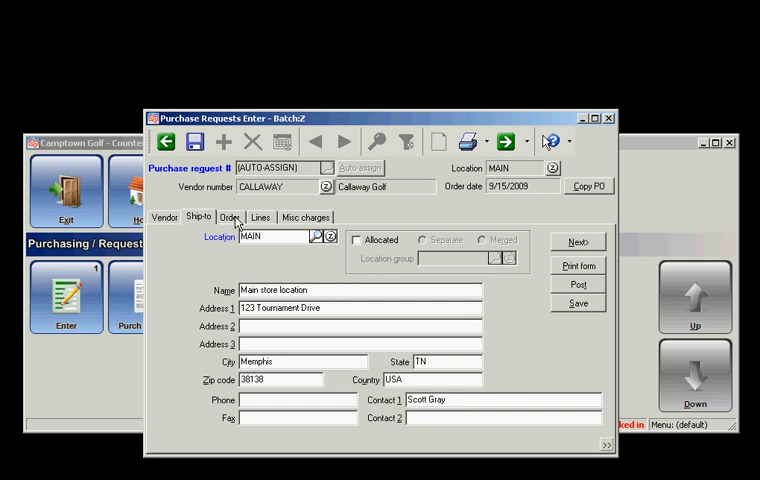 Purchase Requests Enter - Batch:Z
Camptown Golf - Counte
Purchase request # (AUTO-ASSIGN) Auto-assign Location MAIN
Vendor number CALLAWAY Callaway Golf Order date 9/15/2009 Copy PO
Vendor Ship-to Order Lines Misc charges
Location MAIN Allocated Separate Merged Next>
Location group
Print form
Post
Save
Name Main store location
Address 1 123 Tournament Drive
Address 2
Address 3
City Memphis State TN
Zip code 38138 Country USA
Phone Contact 1 Scott Gray
Fax Contact 2
>>
Exit Ho
Purchasing / Request
1
Enter Purch
Up
Down
ked in Menu: (default)